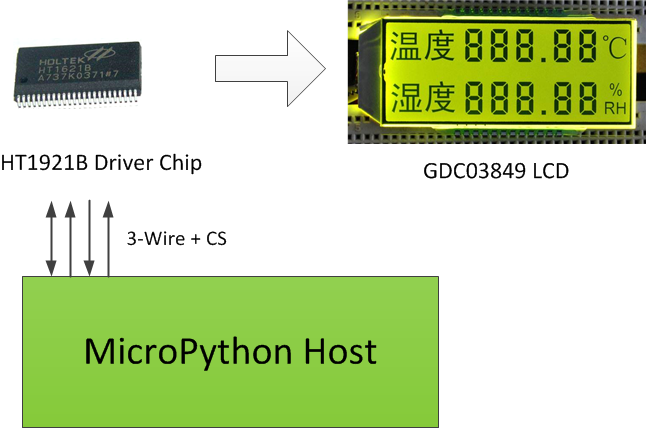 HOLTEK
HT1621B
A737K0371#7
温度 888.88 ℃
湿度 888.88 % RH
HT1921B Driver Chip
GDC03849 LCD
3-Wire + CS
MicroPython Host